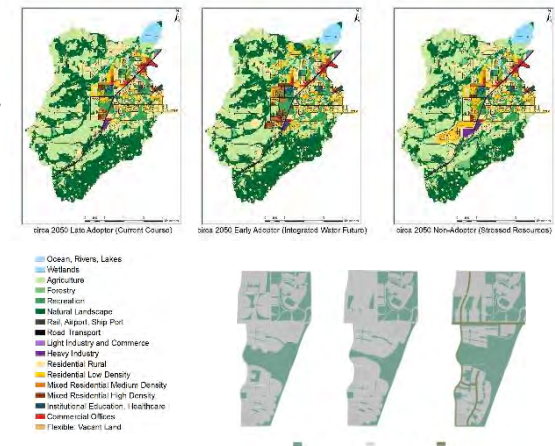 circa 2050 Late Adopter (Current Course)
circa 2050 Early Adopter (Integrated Water Future)
circa 2050 Non-Adopter (Stressed Resources)
Ocean, Rivers, Lakes
Wetlands
Agriculture
Forestry
Recreation
Natural Landscape
Rail, Airport, Ship Port
Road Transport
Light Industry and Commerce
Heavy Industry
Residential Rural
Residential Low Density
Mixed Residential Medium Density
Mixed Residential High Density
Institutional Education, Healthcare
Commercial Offices
Flexible: Vacant Land